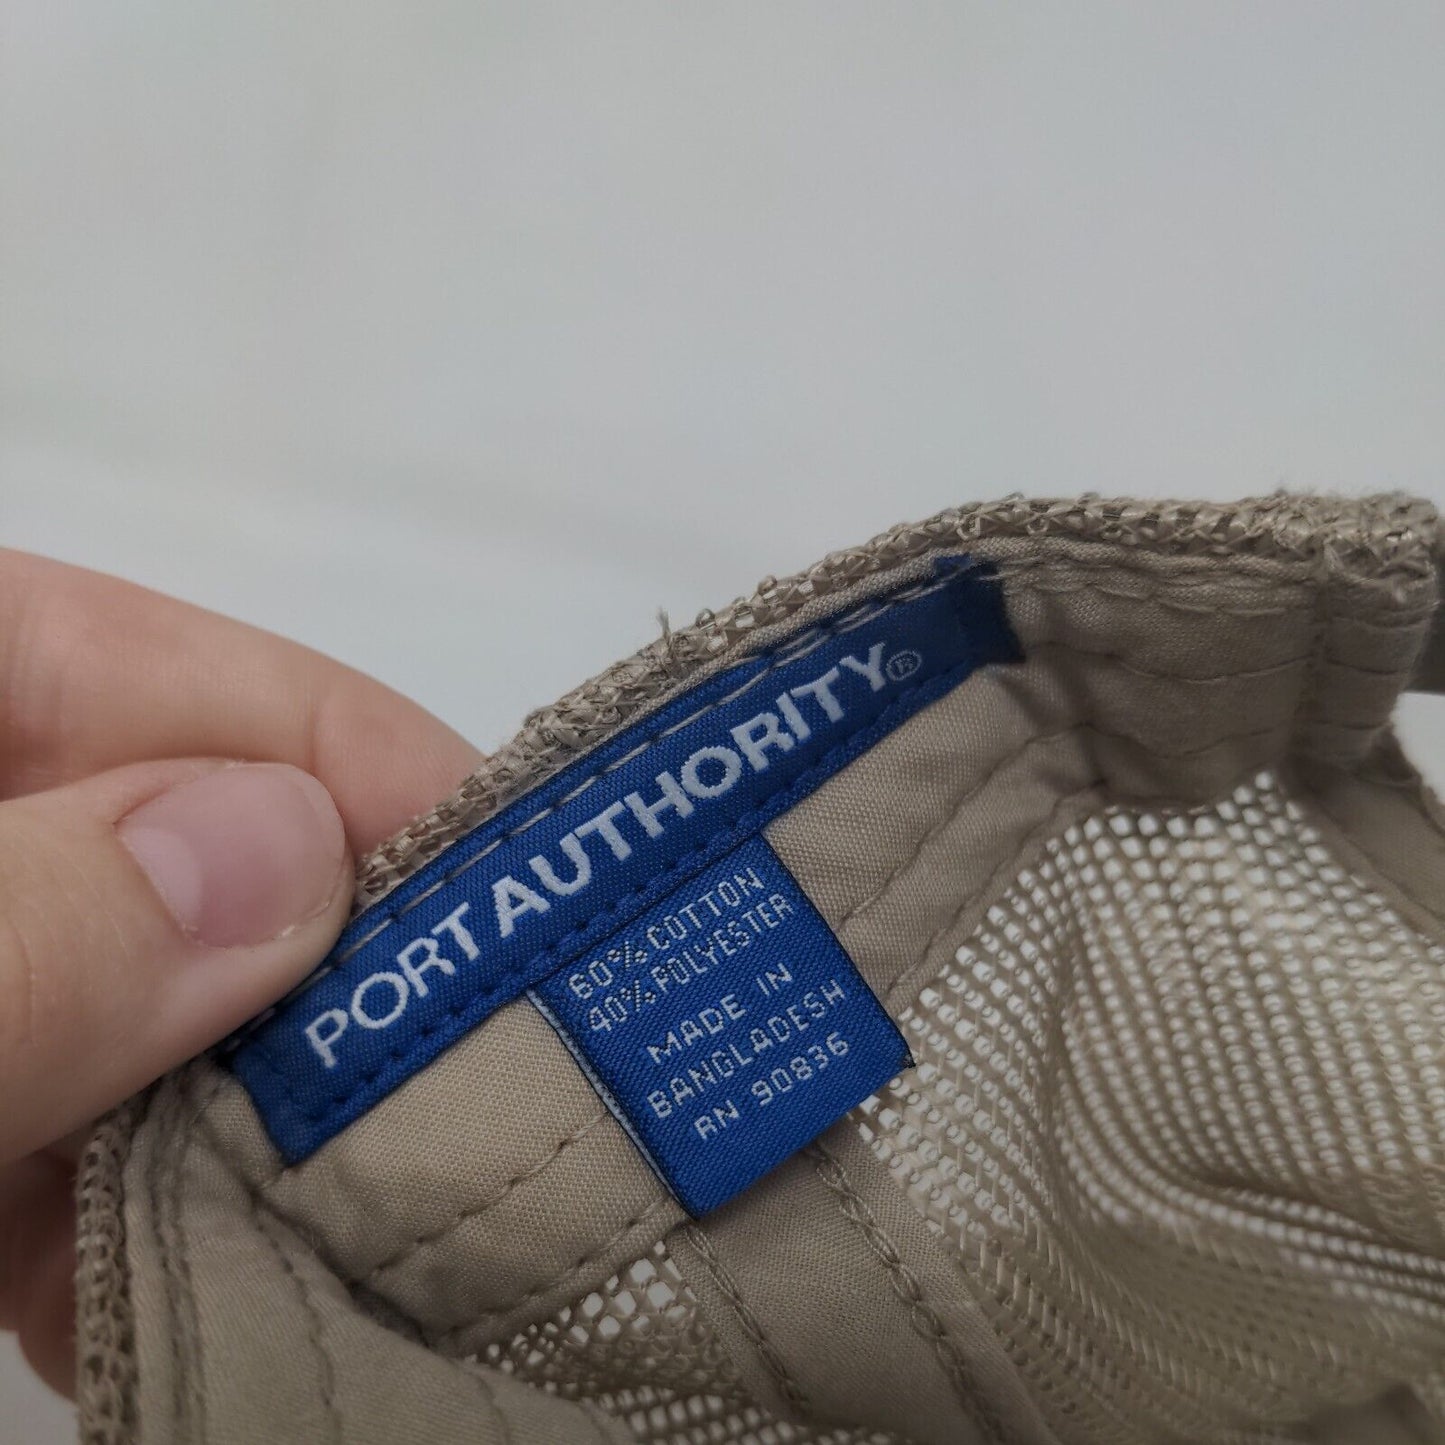 PORT AUTHORITY®
60% COTTON
40% POLYESTER
MADE IN
BANGLADESH
RN 90836